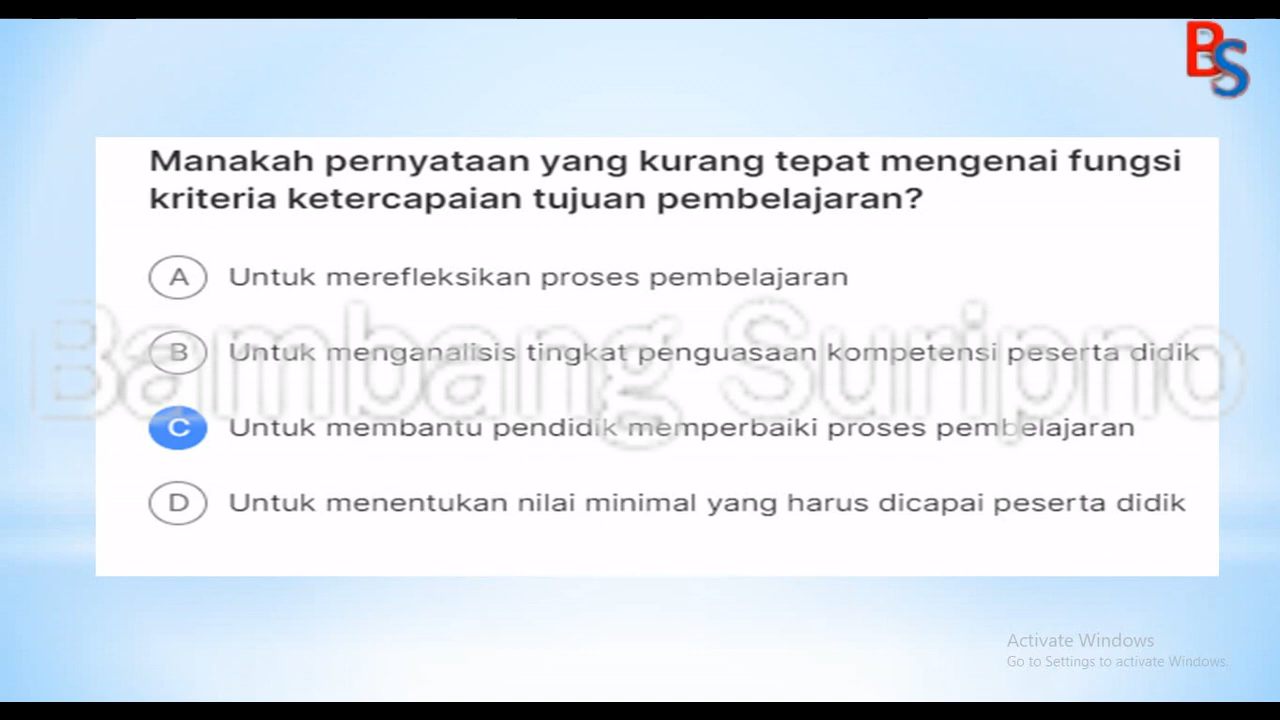 BS
Manakah pernyataan yang kurang tepat mengenai fungsi
kriteria ketercapaian tujuan pembelajaran?
A Untuk merefleksikan proses pembelajaran
B Untuk menganalisis tingkat penguasaan kompetensi peserta didik
Bambang Suripno
C Untuk membantu pendidik memperbaiki proses pembelajaran
D Untuk menentukan nilai minimal yang harus dicapai peserta didik
Activate Windows
Go to Settings to activate Windows.